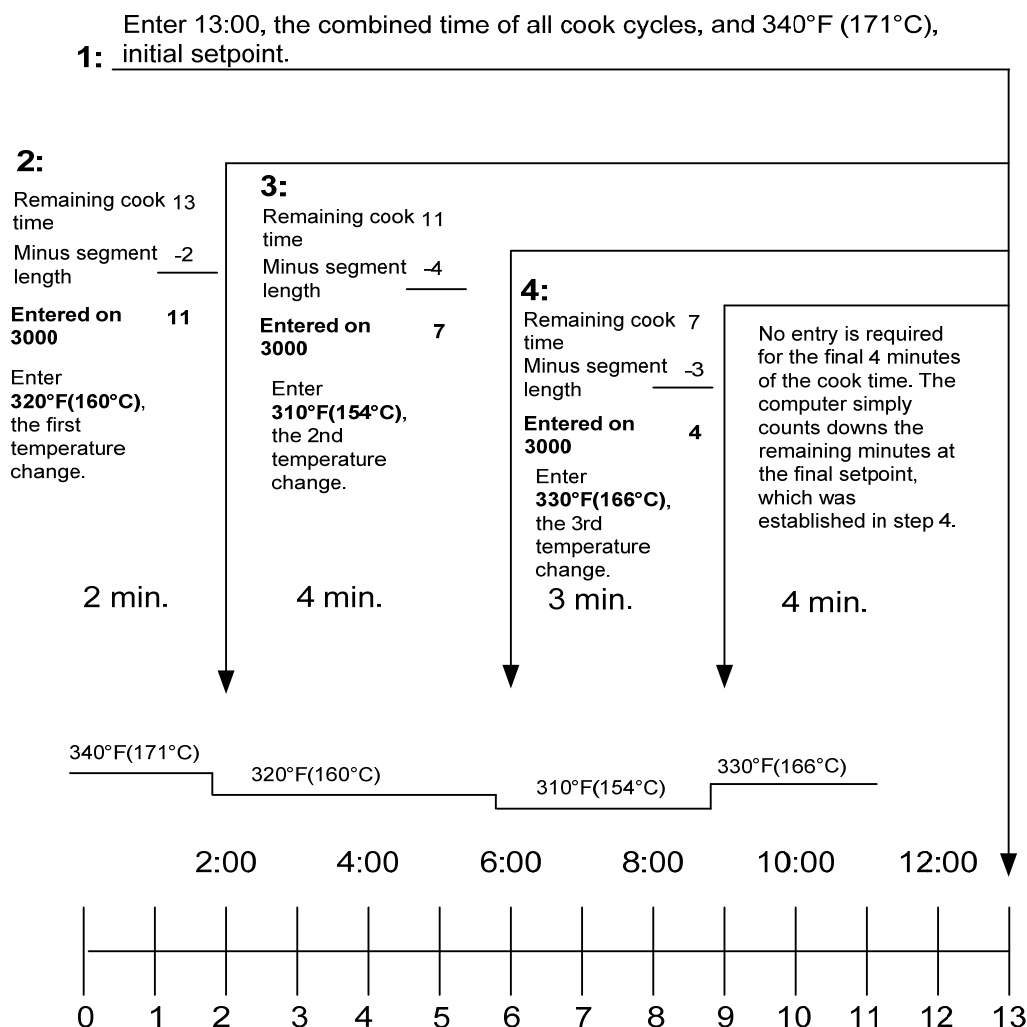 Enter 13:00, the combined time of all cook cycles, and 340°F (171°C),
1: initial setpoint.
2:
Remaining cook 13
time
Minus segment -2
length
Entered on 11
3000
Enter
320°F(160°C),
the first
temperature
change.
3:
Remaining cook 11
time
Minus segment -4
length
Entered on 7
3000
Enter
310°F(154°C),
the 2nd
temperature
change.
4:
Remaining cook 7
time
Minus segment -3
length
Entered on 4
3000
Enter
330°F(166°C),
the 3rd
temperature
change.
No entry is required
for the final 4 minutes
of the cook time. The
computer simply
counts downs the
remaining minutes at
the final setpoint,
which was
established in step 4.
2 min. 4 min. 3 min. 4 min.
340°F(171°C) 320°F(160°C) 310°F(154°C) 330°F(166°C)
2:00 4:00 6:00 8:00 10:00 12:00
0 1 2 3 4 5 6 7 8 9 10 11 12 13